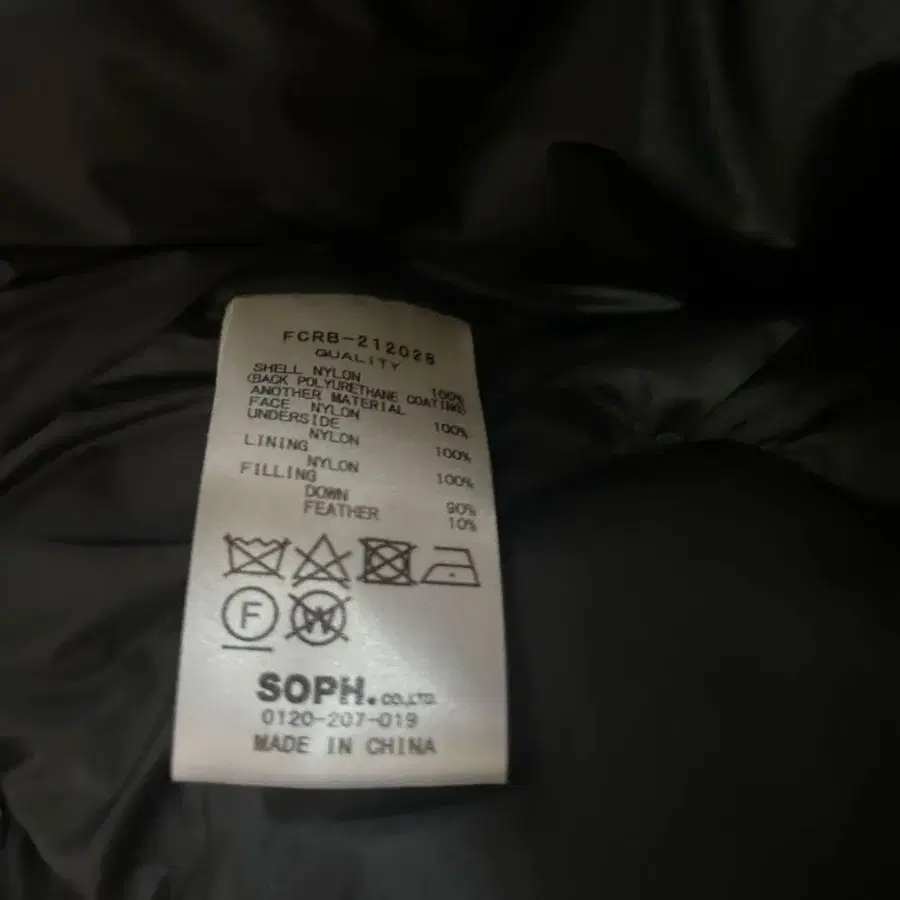 FCRB-212028
QUALITY
SHELL NYLON 100%
(BACK POLYURETHANE COATING)
ANOTHER MATERIAL
FACE NYLON 100%
UNDERSIDE
NYLON 100%
LINING
NYLON 100%
FILLING
DOWN 90%
FEATHER 10%
F W
SOPH. CO.,LTD.
0120-207-019
MADE IN CHINA